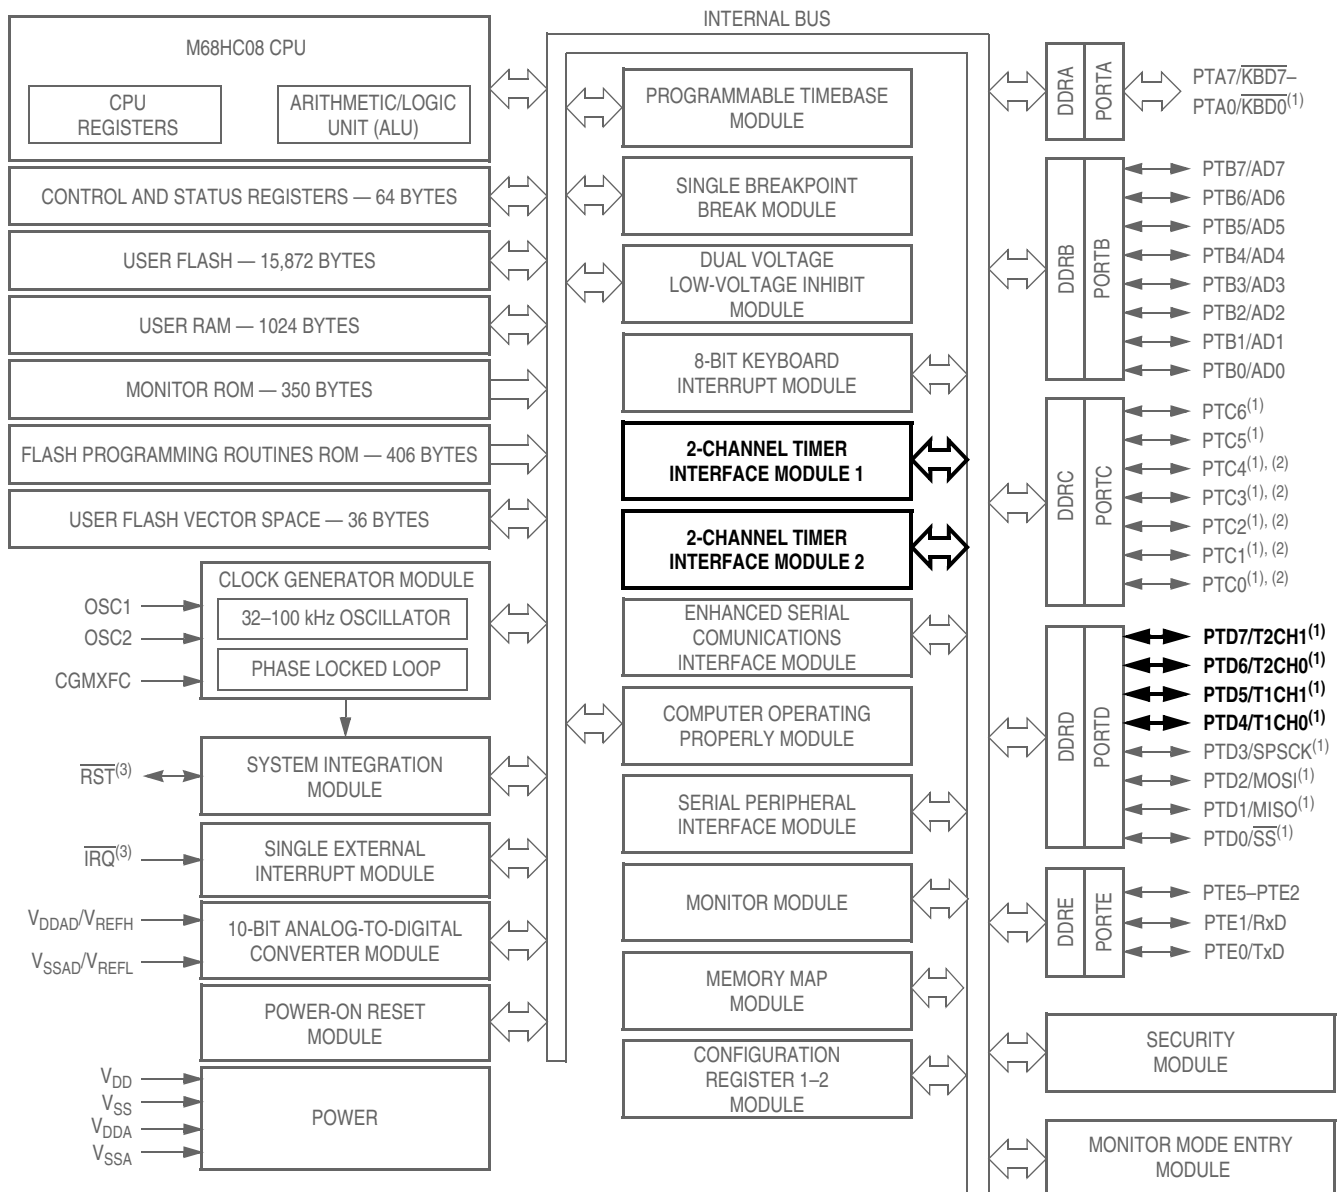 INTERNAL BUS
M68HC08 CPU
CPU
REGISTERS
ARITHMETIC/LOGIC
UNIT (ALU)
CONTROL AND STATUS REGISTERS — 64 BYTES
USER FLASH — 15,872 BYTES
USER RAM — 1024 BYTES
MONITOR ROM — 350 BYTES
FLASH PROGRAMMING ROUTINES ROM — 406 BYTES
USER FLASH VECTOR SPACE — 36 BYTES
CLOCK GENERATOR MODULE
32–100 kHz OSCILLATOR
PHASE LOCKED LOOP
OSC1
OSC2
CGMXFC
SYSTEM INTEGRATION
MODULE
RST(3)
SINGLE EXTERNAL
INTERRUPT MODULE
IRQ(3)
10-BIT ANALOG-TO-DIGITAL
CONVERTER MODULE
VDDAD/VREFH
VSSAD/VREFL
POWER-ON RESET
MODULE
POWER
VDD
VSS
VDDA
VSSA
PROGRAMMABLE TIMEBASE
MODULE
SINGLE BREAKPOINT
BREAK MODULE
DUAL VOLTAGE
LOW-VOLTAGE INHIBIT
MODULE
8-BIT KEYBOARD
INTERRUPT MODULE
2-CHANNEL TIMER
INTERFACE MODULE 1
2-CHANNEL TIMER
INTERFACE MODULE 2
ENHANCED SERIAL
COMUNICATIONS
INTERFACE MODULE
COMPUTER OPERATING
PROPERLY MODULE
SERIAL PERIPHERAL
INTERFACE MODULE
MONITOR MODULE
MEMORY MAP
MODULE
CONFIGURATION
REGISTER 1–2
MODULE
DDRA
PORTA
PTA7/KBD7–
PTA0/KBD0(1)
DDRB
PORTB
PTB7/AD7
PTB6/AD6
PTB5/AD5
PTB4/AD4
PTB3/AD3
PTB2/AD2
PTB1/AD1
PTB0/AD0
DDRC
PORTC
PTC6(1)
PTC5(1)
PTC4(1), (2)
PTC3(1), (2)
PTC2(1), (2)
PTC1(1), (2)
PTC0(1), (2)
DDRD
PORTD
PTD7/T2CH1(1)
PTD6/T2CH0(1)
PTD5/T1CH1(1)
PTD4/T1CH0(1)
PTD3/SPSCK(1)
PTD2/MOSI(1)
PTD1/MISO(1)
PTD0/SS(1)
DDRE
PORTE
PTE5–PTE2
PTE1/RxD
PTE0/TxD
SECURITY
MODULE
MONITOR MODE ENTRY
MODULE